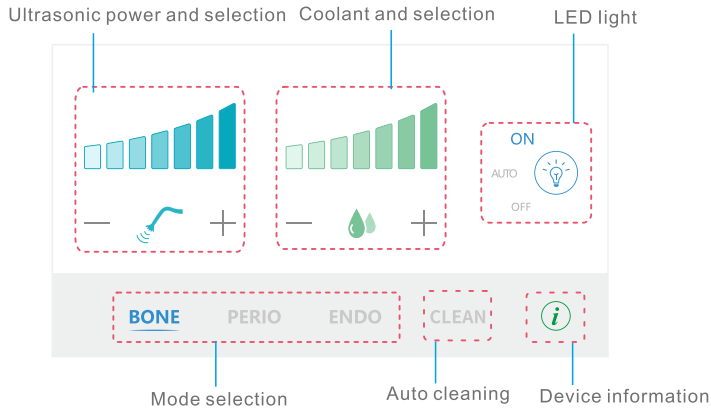 Ultrasonic power and selection
Coolant and selection
LED light
ON
AUTO
OFF
BONE
PERIO
ENDO
CLEAN
i
Mode selection
Auto cleaning
Device information